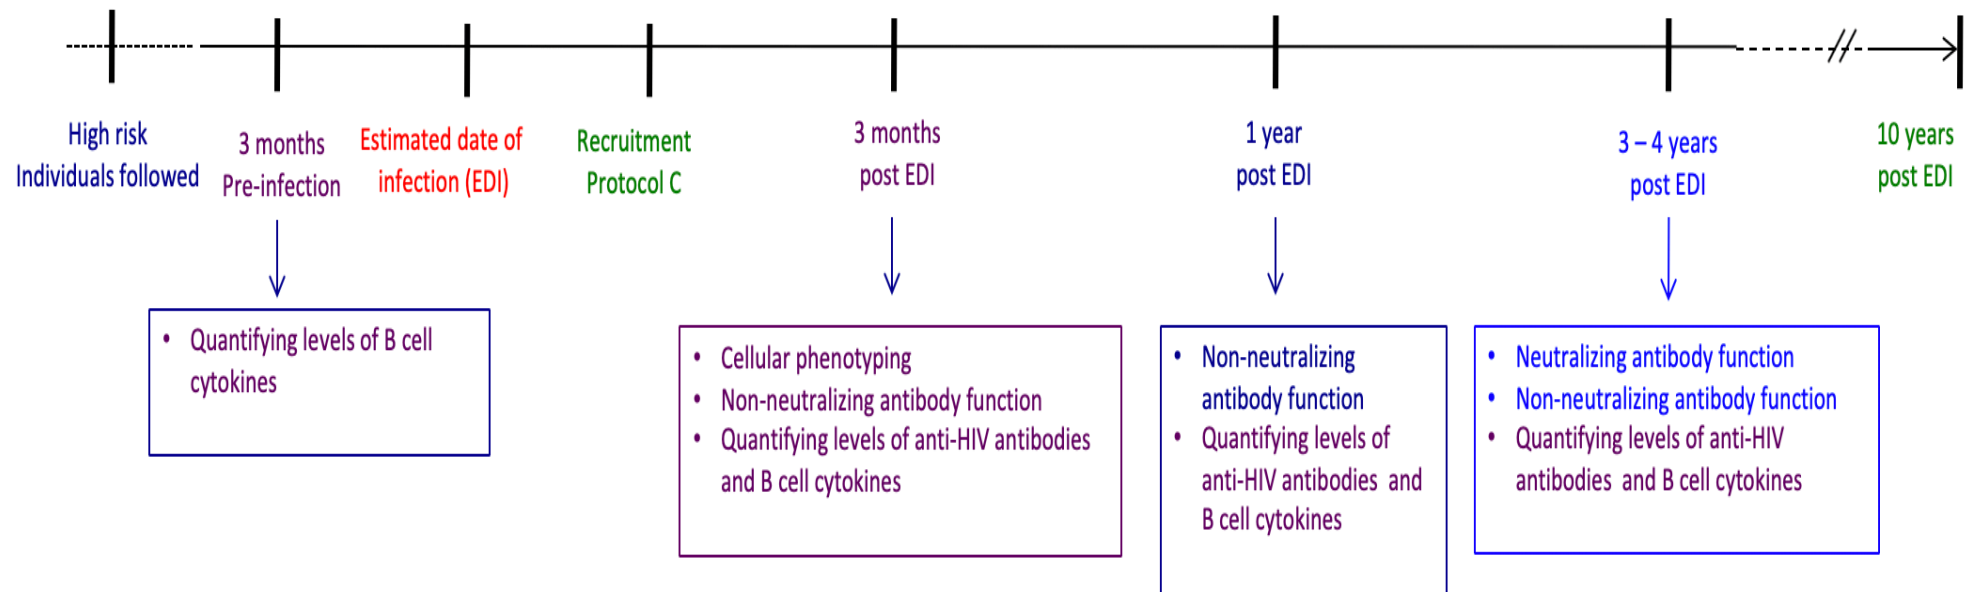 High risk
Individuals followed
3 months
Pre-infection
Estimated date of
infection (EDI)
Recruitment
Protocol C
3 months
post EDI
1 year
post EDI
3 – 4 years
post EDI
10 years
post EDI
• Quantifying levels of B cell
cytokines
• Cellular phenotyping
• Non-neutralizing antibody function
• Quantifying levels of anti-HIV antibodies
and B cell cytokines
• Non-neutralizing
antibody function
• Quantifying levels of
anti-HIV antibodies and
B cell cytokines
• Neutralizing antibody function
• Non-neutralizing antibody function
• Quantifying levels of anti-HIV
antibodies and B cell cytokines